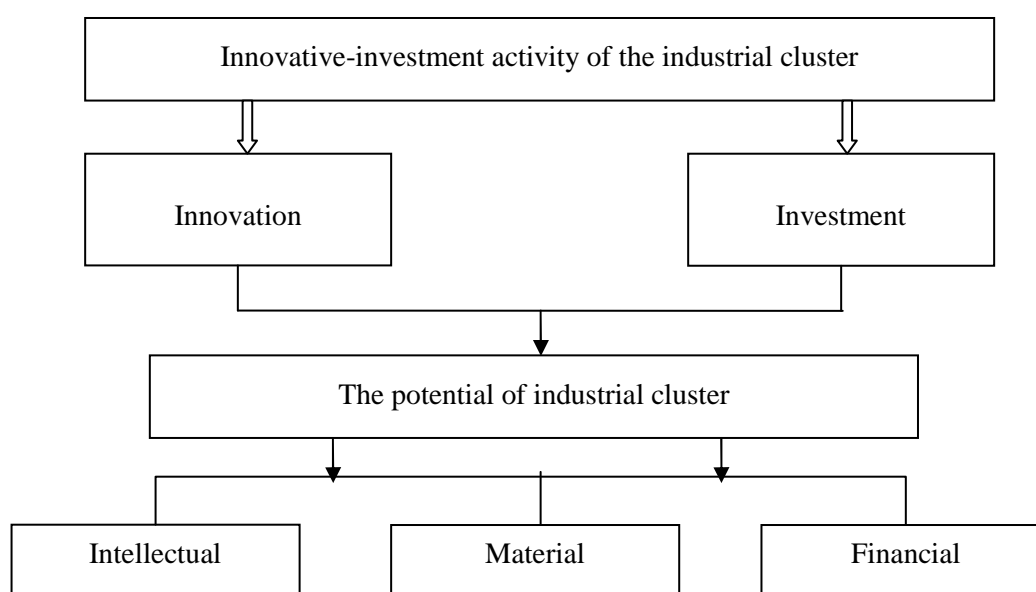 Innovative-investment activity of the industrial cluster
Innovation
Investment
The potential of industrial cluster
Intellectual
Material
Financial